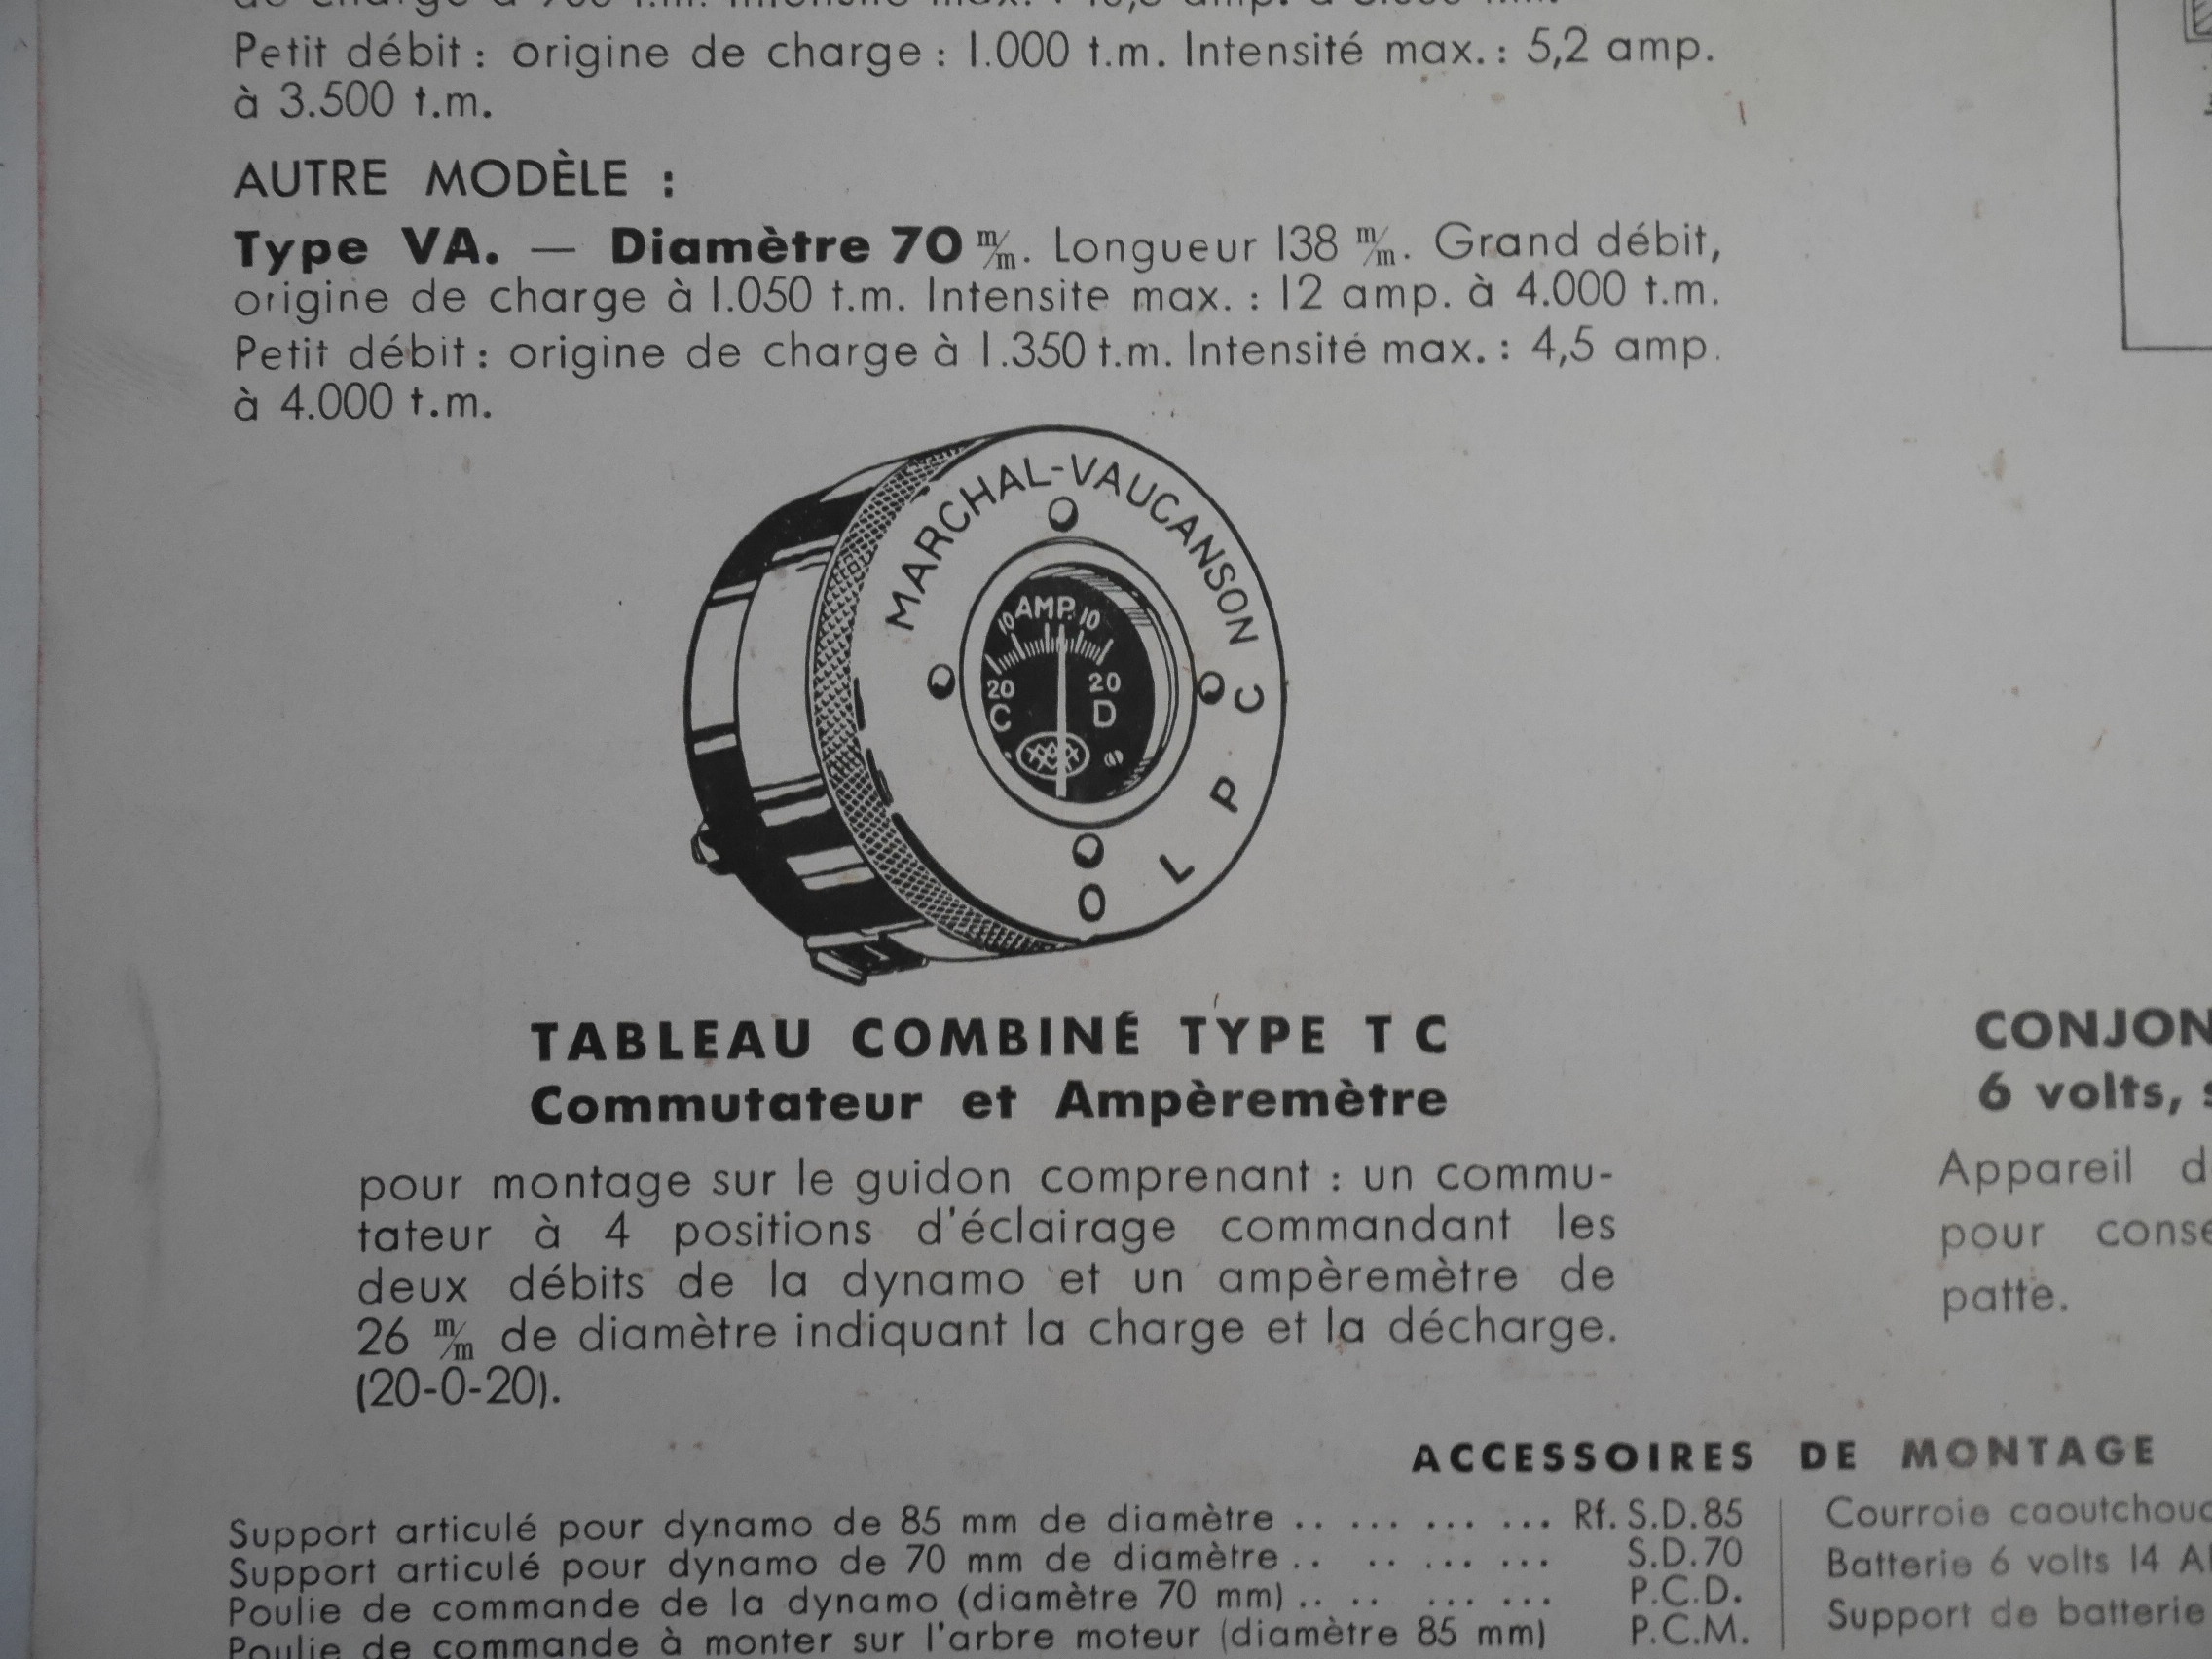 Petit débit : origine de charge : 1.000 t.m. Intensité max. : 5,2 amp.
à 3.500 t.m.
AUTRE MODÈLE :
Type VA. — Diamètre 70 m/m. Longueur 138 m/m. Grand débit,
origine de charge à 1.050 t.m. Intensite max. : 12 amp. à 4.000 t.m.
Petit débit : origine de charge à 1.350 t.m. Intensité max. : 4,5 amp.
à 4.000 t.m.
MARCHAL-VAUCANSON
AMP.
10 10
20 20
C D
C
P
L
O
TABLEAU COMBINÉ TYPE T C
Commutateur et Ampèremètre
pour montage sur le guidon comprenant : un commu-
tateur à 4 positions d'éclairage commandant les
deux débits de la dynamo et un ampèremètre de
26 m/m de diamètre indiquant la charge et la décharge.
(20-0-20).
CONJON
6 volts, s
Appareil d
pour conse
patte.
ACCESSOIRES DE MONTAGE
Support articulé pour dynamo de 85 mm de diamètre .. ... ... ... Rf. S.D.85
Support articulé pour dynamo de 70 mm de diamètre .. .. ... ... S.D.70
Poulie de commande de la dynamo (diamètre 70 mm) .. .. ... ... P.C.D.
Poulie de commande à monter sur l'arbre moteur (diamètre 85 mm) P.C.M.
Courroie caoutchouc
Batterie 6 volts 14 A
Support de batterie